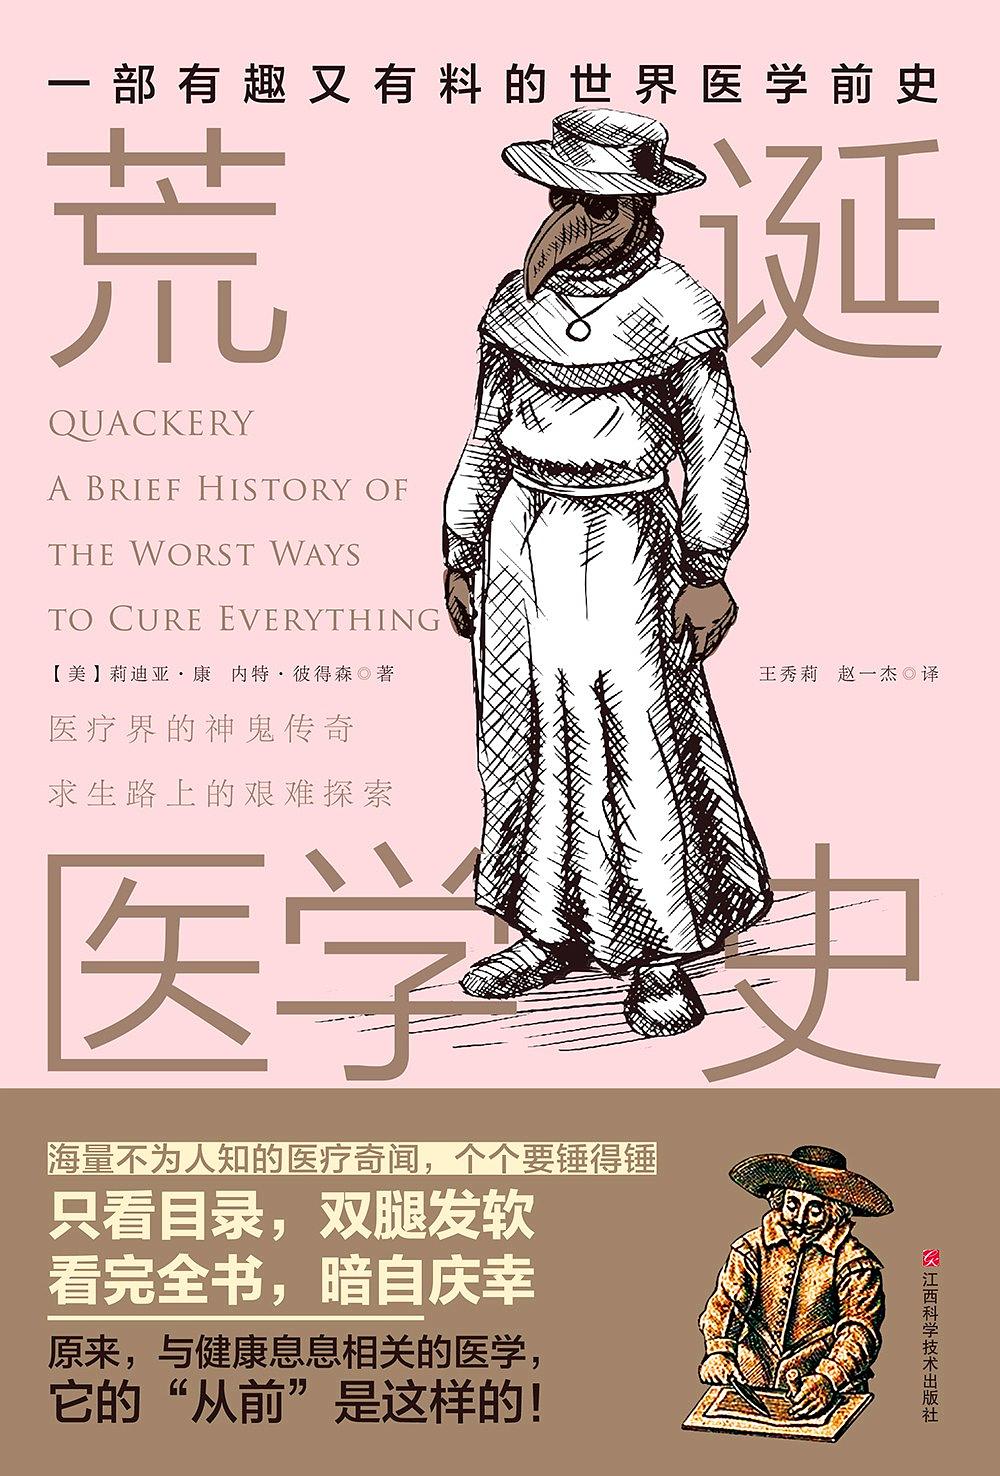 一部有趣又有料的世界医学前史
荒诞
QUACKERY
A BRIEF HISTORY OF
THE WORST WAYS
TO CURE EVERYTHING
【美】莉迪亚·康 内特·彼得森◎著
王秀莉 赵一杰◎译
医疗界的神鬼传奇
求生路上的艰难探索
医学史
海量不为人知的医疗奇闻，个个要锤得锤
只看目录，双腿发软
看完全书，暗自庆幸
原来，与健康息息相关的医学，
它的“从前”是这样的！
江西科学技术出版社